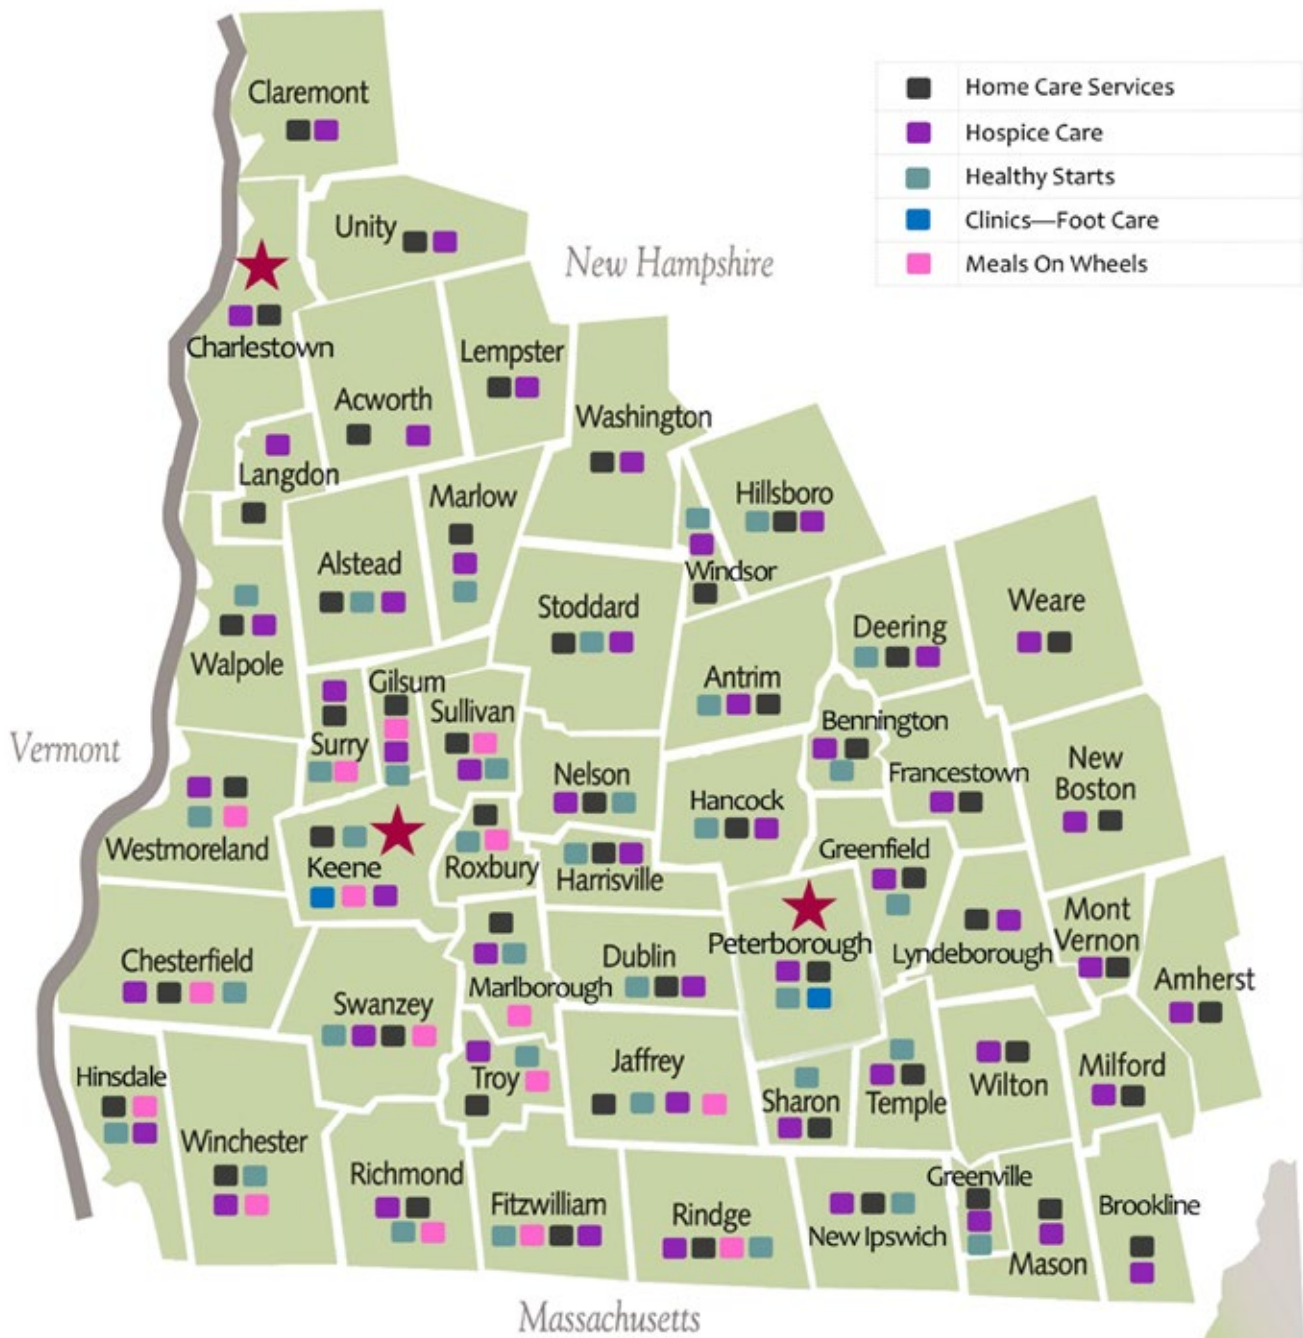 Claremont
Home Care Services
Hospice Care
Healthy Starts
Clinics—Foot Care
Meals On Wheels
Unity
New Hampshire
Charlestown
Lempster
Acworth
Washington
Langdon
Marlow
Hillsboro
Alstead
Windsor
Stoddard
Weare
Deering
Walpole
Antrim
Gilsum
Sullivan
Bennington
Surry
Vermont
Nelson
Francestown
New
Boston
Hancock
Westmoreland
Keene
Roxbury
Harrisville
Greenfield
Mont
Vernon
Peterborough
Lyndeborough
Chesterfield
Dublin
Amherst
Marlborough
Swanzey
Jaffrey
Hinsdale
Troy
Sharon
Temple
Wilton
Milford
Winchester
Richmond
Fitzwilliam
Rindge
New Ipswich
Greenville
Mason
Brookline
Massachusetts